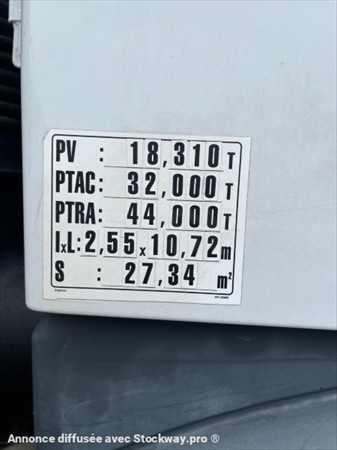 PV : 18,310 T
PTAC : 32,000 T
PTRA : 44,000 T
lxL : 2,55 x 10,72 m
S : 27,34 m²
Annonce diffusée avec Stockway.pro ®